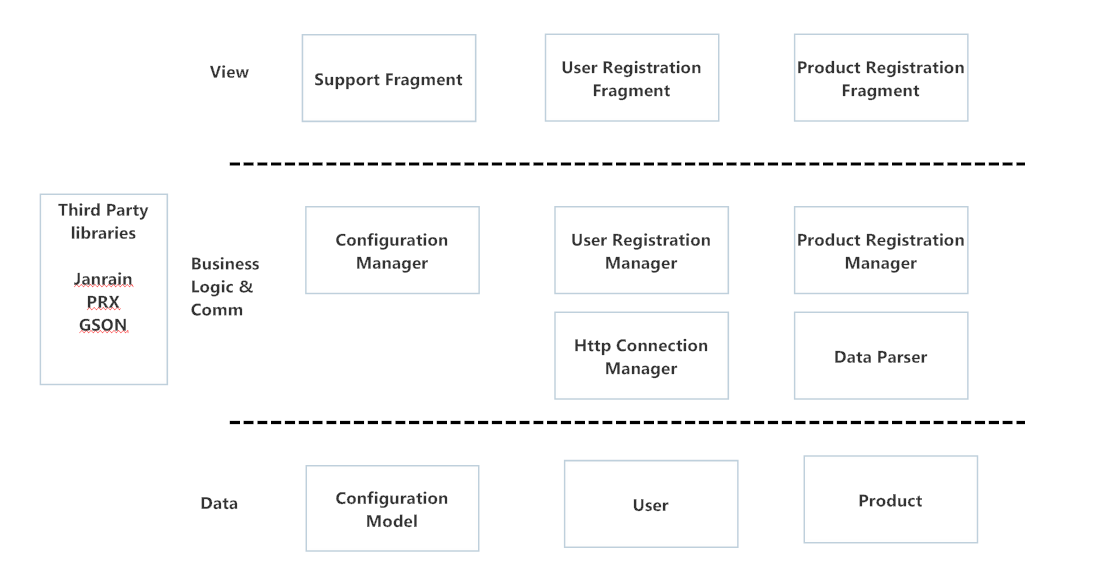 View
Support Fragment
User Registration
Fragment
Product Registration
Fragment
Third Party
libraries
Janrain
PRX
GSON
Business
Logic &
Comm
Configuration
Manager
User Registration
Manager
Product Registration
Manager
Http Connection
Manager
Data Parser
Data
Configuration
Model
User
Product